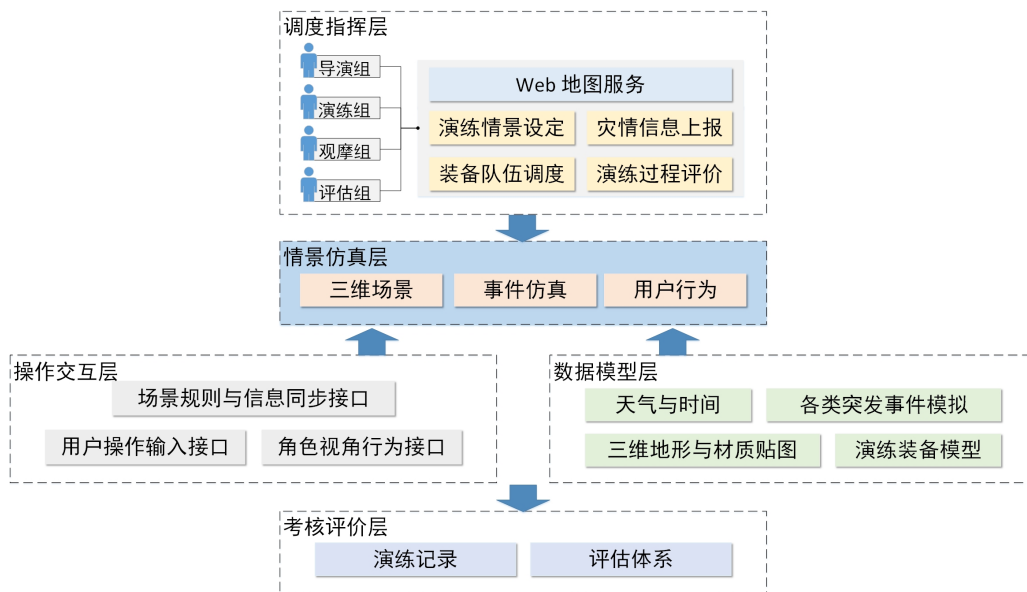 调度指挥层
导演组
演练组
观摩组
评估组
Web 地图服务
演练情景设定
灾情信息上报
装备队伍调度
演练过程评价
情景仿真层
三维场景
事件仿真
用户行为
操作交互层
场景规则与信息同步接口
用户操作输入接口
角色视角行为接口
数据模型层
天气与时间
各类突发事件模拟
三维地形与材质贴图
演练装备模型
考核评价层
演练记录
评估体系